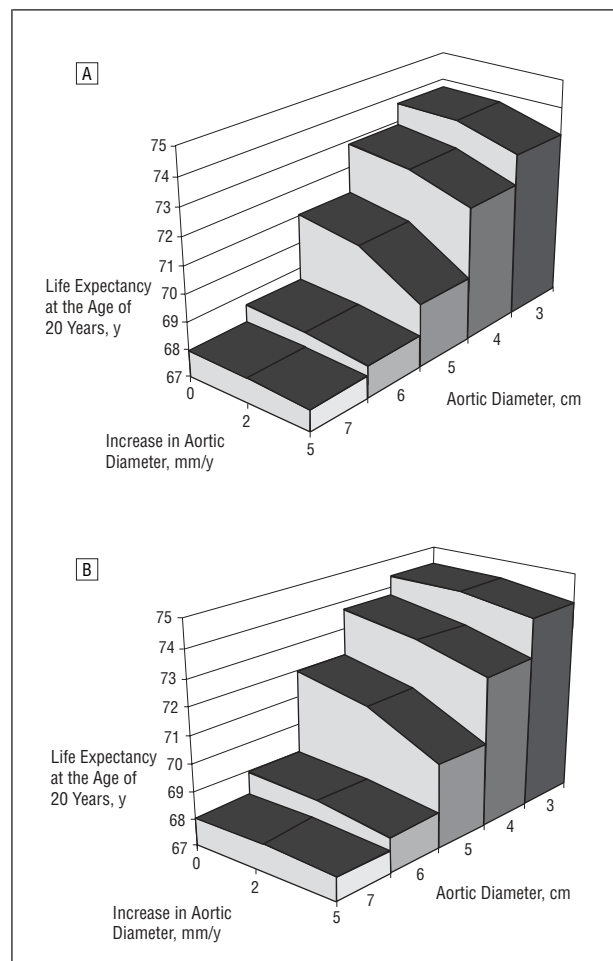 A
75
74
73
72
71
70
69
68
67
Life Expectancy
at the Age of
20 Years, y
0
2
5
Increase in Aortic
Diameter, mm/y
7
6
5
4
3
Aortic Diameter, cm
B
75
74
73
72
71
70
69
68
67
Life Expectancy
at the Age of
20 Years, y
0
2
5
Increase in Aortic
Diameter, mm/y
7
6
5
4
3
Aortic Diameter, cm